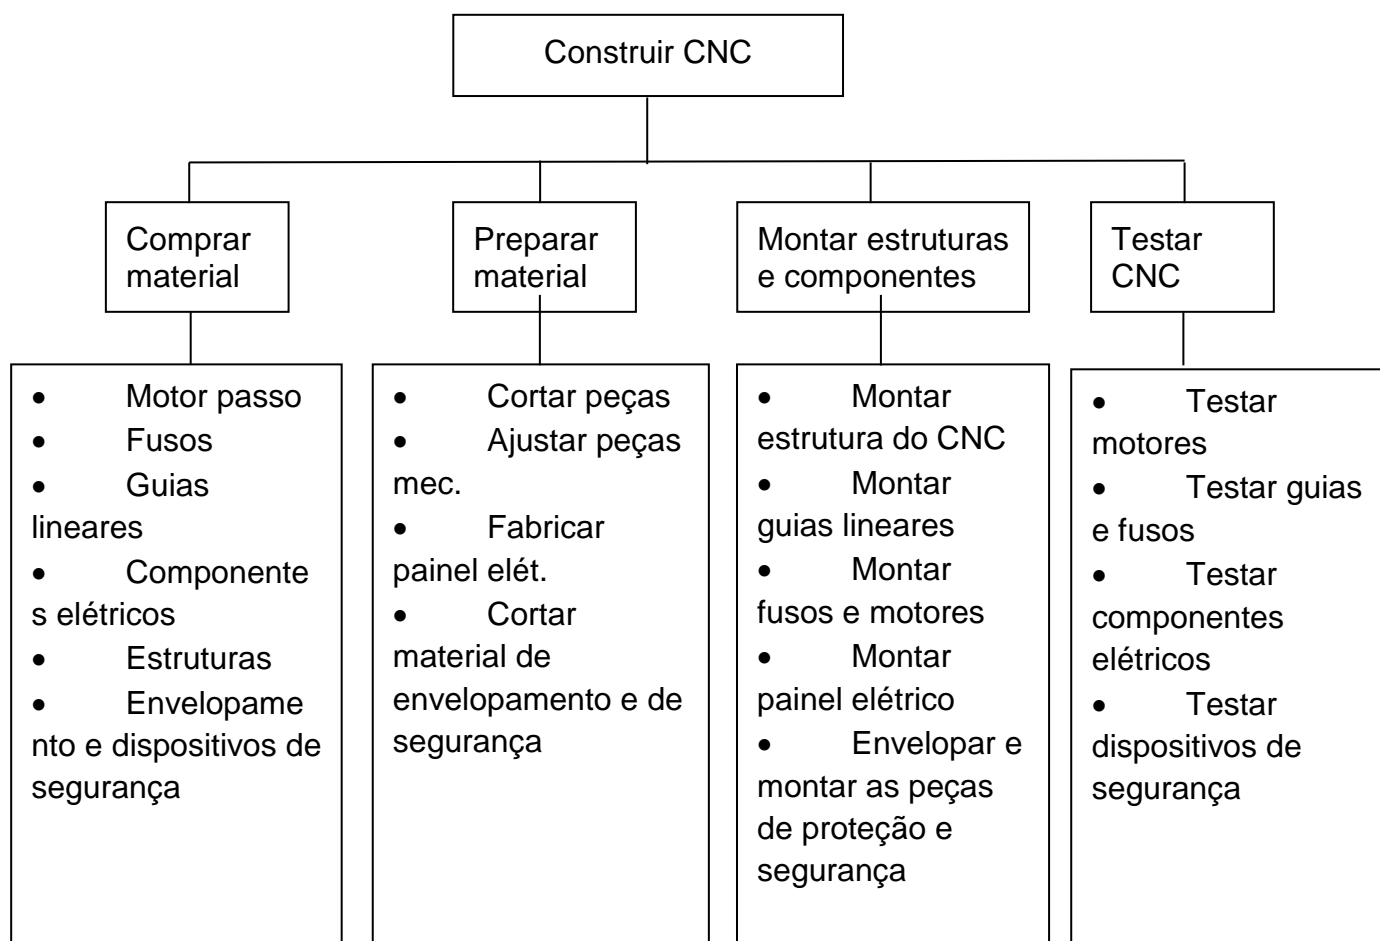 Construir CNC
Comprar
material
Preparar
material
Montar estruturas
e componentes
Testar
CNC
• Motor passo
• Fusos
• Guias
lineares
• Componente
s elétricos
• Estruturas
• Envelopame
nto e dispositivos de
segurança
• Cortar peças
• Ajustar peças
mec.
• Fabricar
painel elét.
• Cortar
material de
envelopamento e de
segurança
• Montar
estrutura do CNC
• Montar
guias lineares
• Montar
fusos e motores
• Montar
painel elétrico
• Envelopar e
montar as peças
de proteção e
segurança
• Testar
motores
• Testar guias
e fusos
• Testar
componentes
elétricos
• Testar
dispositivos de
segurança